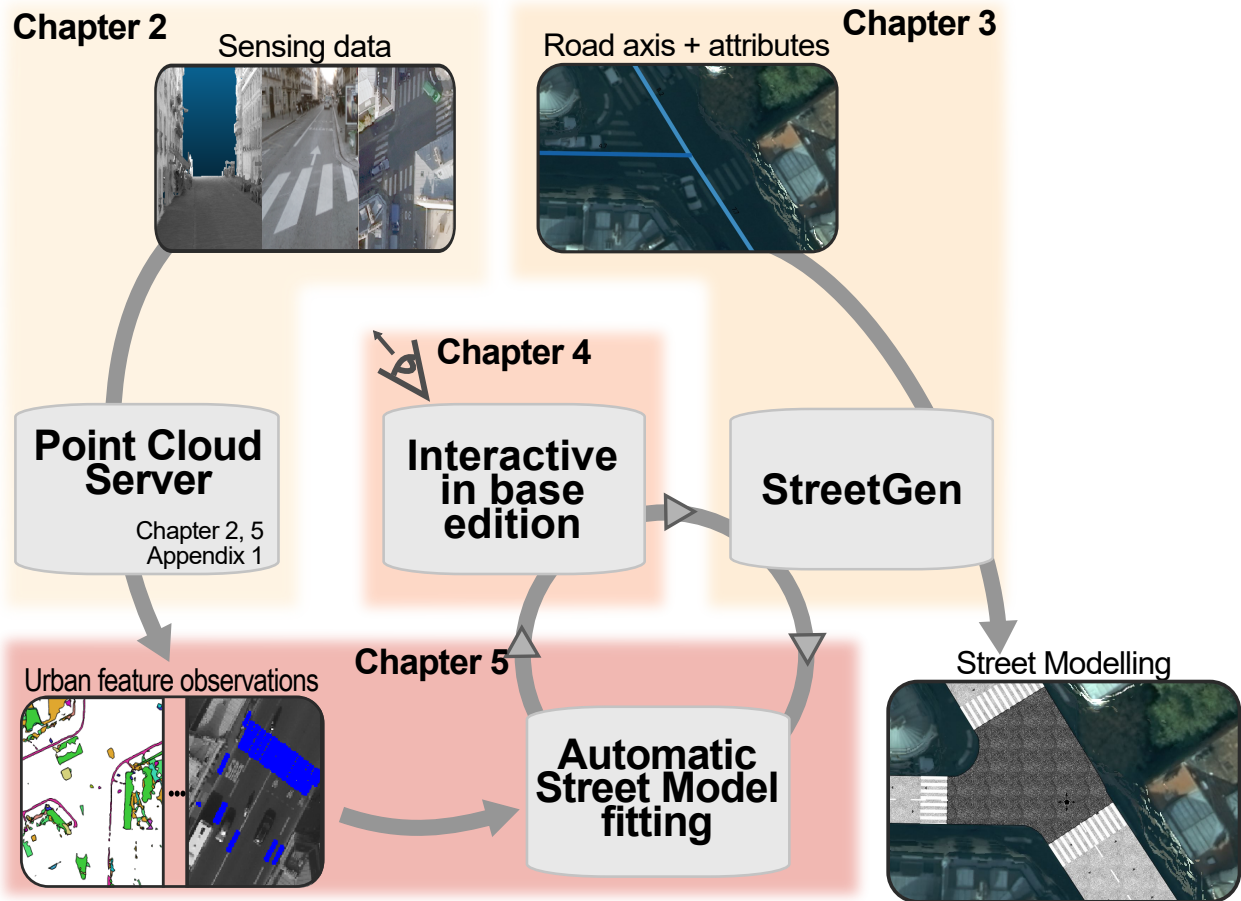 Chapter 2
Sensing data
Road axis + attributes
Chapter 3
Chapter 4
Point Cloud
Server
Chapter 2, 5
Appendix 1
Interactive
in base
edition
StreetGen
Chapter 5
Urban feature observations
Automatic
Street Model
fitting
Street Modelling